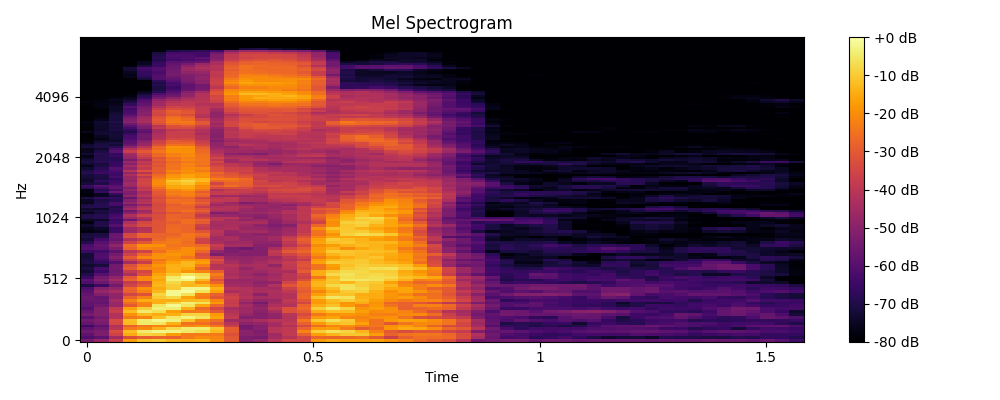 Mel Spectrogram
Hz
4096
2048
1024
512
0
0
0.5
1
1.5
Time
+0 dB
-10 dB
-20 dB
-30 dB
-40 dB
-50 dB
-60 dB
-70 dB
-80 dB